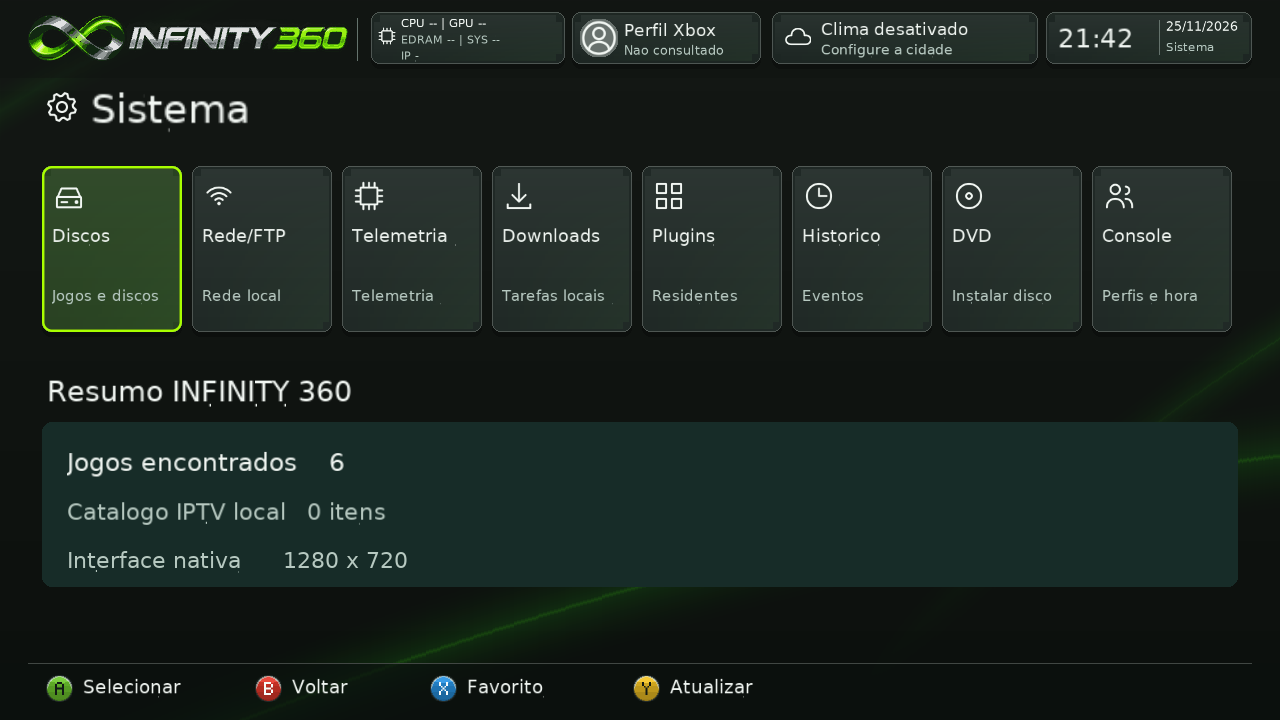 INFINITY 360
CPU -- | GPU --
EDRAM -- | SYS --
IP -
Perfil Xbox
Nao consultado
Clima desativado
Configure a cidade
21:42
25/11/2026
Sistema
Sistema
Discos
Jogos e discos
Rede/FTP
Rede local
Telemetria
Telemetria
Downloads
Tarefas locais
Plugins
Residentes
Historico
Eventos
DVD
Instalar disco
Console
Perfis e hora
Resumo INFINITY 360
Jogos encontrados 6
Catalogo IPTV local 0 itens
Interface nativa 1280 x 720
A Selecionar
B Voltar
X Favorito
Y Atualizar